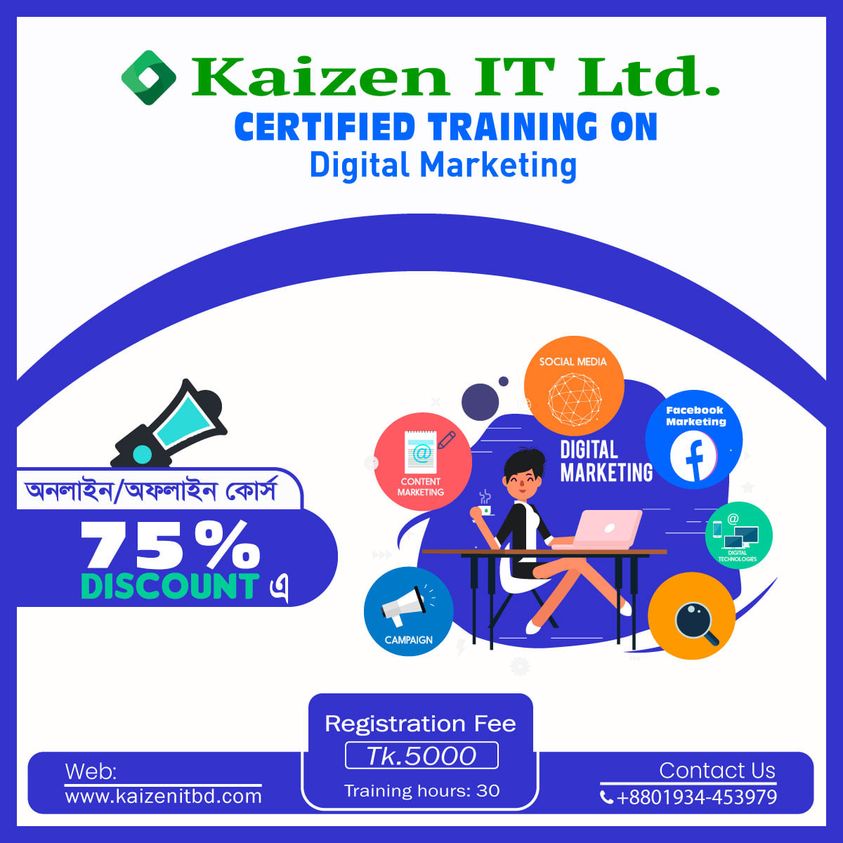 Kaizen IT Ltd.
CERTIFIED TRAINING ON
Digital Marketing
অনলাইন/অফলাইন কোর্স
75%
DISCOUNT এ
SOCIAL MEDIA
Facebook
Marketing
DIGITAL
MARKETING
@
CONTENT
MARKETING
@
DIGITAL
TECHNOLOGIES
CAMPAIGN
Registration Fee
Tk.5000
Training hours: 30
Web:
www.kaizenitbd.com
Contact Us
+8801934-453979